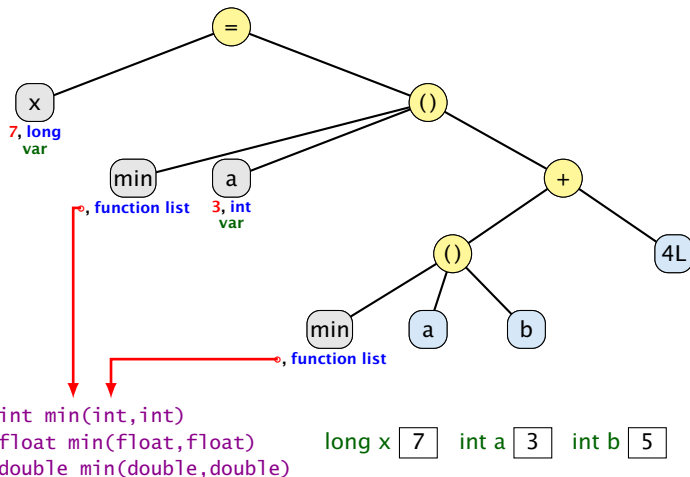 =
x
()
7, long
var
min
a
+
, function list
3, int
var
()
4L
min
a
b
, function list
int min(int,int)
float min(float,float)
double min(double,double)
long x 7 int a 3 int b 5